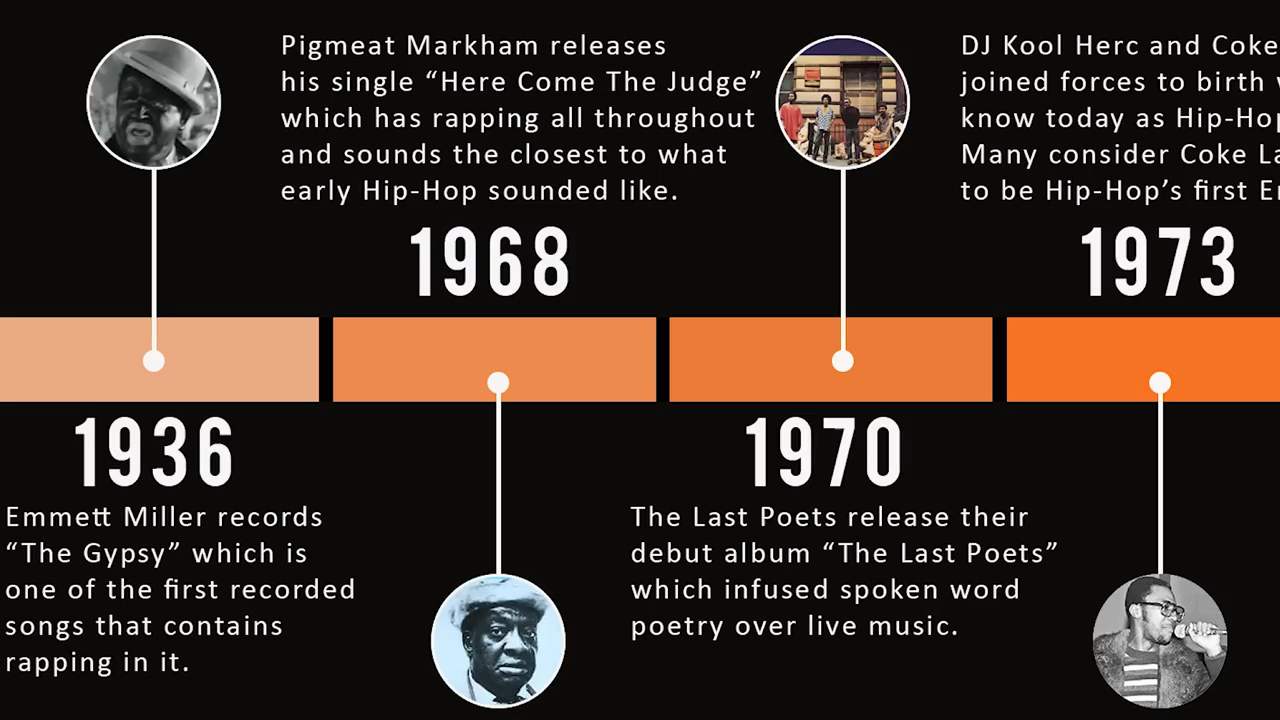 Pigmeat Markham releases
his single “Here Come The Judge”
which has rapping all throughout
and sounds the closest to what
early Hip-Hop sounded like.
1968
DJ Kool Herc and Coke
joined forces to birth
know today as Hip-Hop
Many consider Coke La
to be Hip-Hop’s first
1973
1936
Emmett Miller records
“The Gypsy” which is
one of the first recorded
songs that contains
rapping in it.
1970
The Last Poets release their
debut album “The Last Poets”
which infused spoken word
poetry over live music.